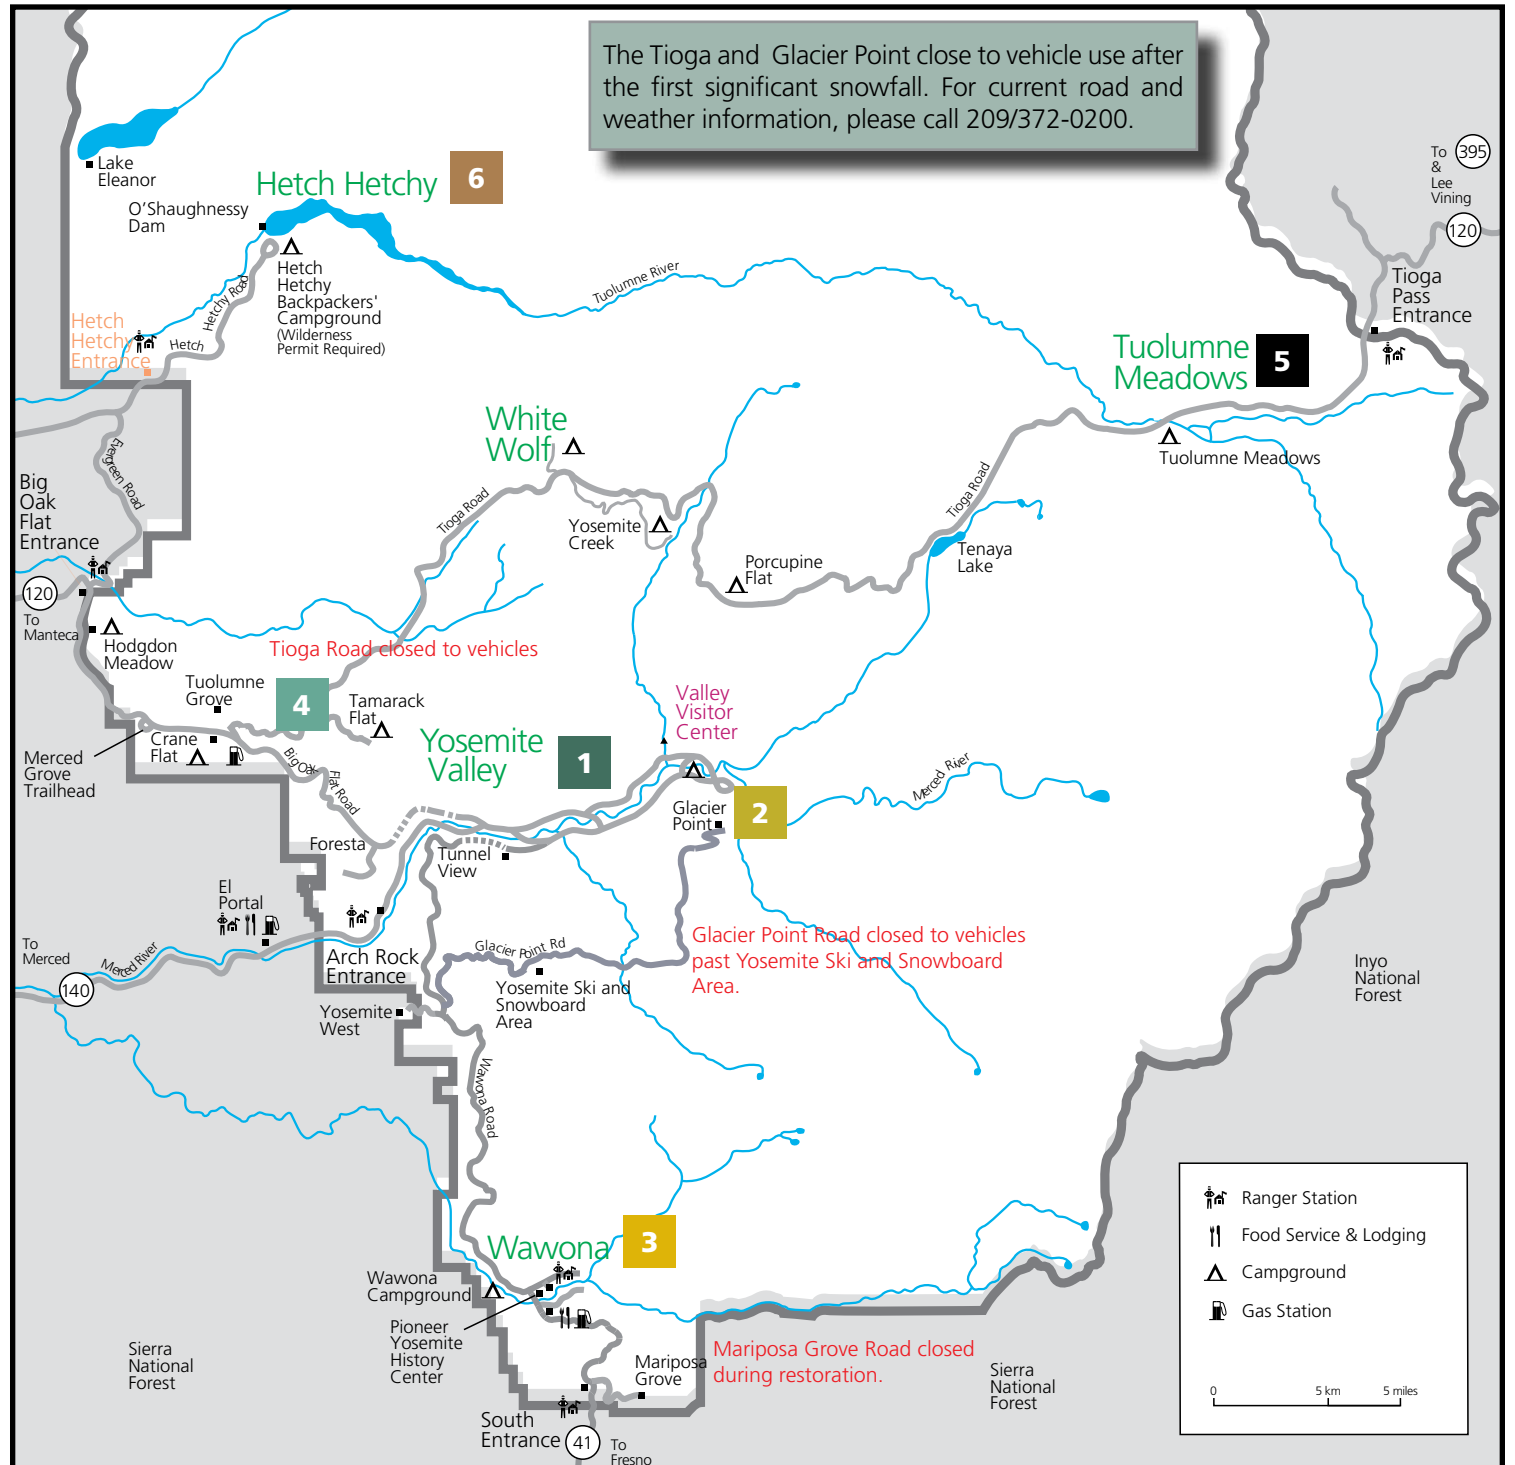 The Tioga and Glacier Point close to vehicle use after
the first significant snowfall. For current road and
weather information, please call 209/372-0200.
Lake
Eleanor
Hetch Hetchy
6
O'Shaughnessy
Dam
Hetch
Hetchy
Backpackers'
Campground
(Wilderness
Permit Required)
Hetch
Hetchy Road
Hetch
Hetchy
Entrance
Tuolumne River
To
&
Lee
Vining
395
120
Tioga
Pass
Entrance
Tuolumne
Meadows
5
Tuolumne Meadows
White
Wolf
Evergreen Road
Big
Oak
Flat
Entrance
120
To
Manteca
Tioga Road
Yosemite
Creek
Porcupine
Flat
Tioga Road
Tenaya
Lake
Hodgdon
Meadow
Tioga Road closed to vehicles
Tuolumne
Grove
4
Tamarack
Flat
Merced
Grove
Trailhead
Crane
Flat
Big Oak
Flat Road
Yosemite
Valley
1
Valley
Visitor
Center
Glacier
Point
2
Merced River
Foresta
Tunnel
View
El
Portal
To
Merced
Merced River
140
Arch Rock
Entrance
Glacier Point Rd
Glacier Point Road closed to vehicles
past Yosemite Ski and Snowboard
Area.
Yosemite Ski and
Snowboard
Area
Yosemite
West
Inyo
National
Forest
Wawona Road
Wawona
3
Wawona
Campground
Pioneer
Yosemite
History
Center
Mariposa Grove Road closed
during restoration.
Mariposa
Grove
South
Entrance
41
To
Fresno
Sierra
National
Forest
Sierra
National
Forest
Ranger Station
Food Service & Lodging
Campground
Gas Station
0
5 km
5 miles